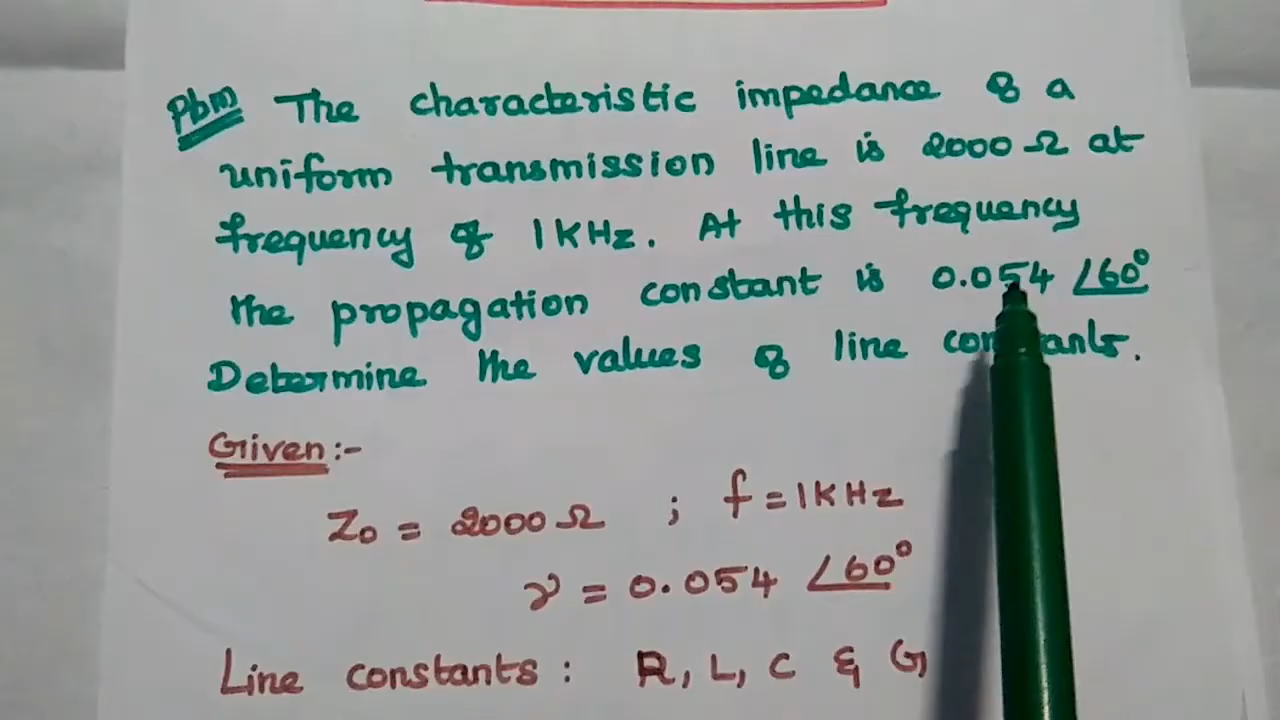 Pbm The characteristic impedance of a
uniform transmission line is 2000 Ω at
frequency of 1KHz. At this frequency
the propagation constant is 0.054 ∠60°
Determine the values of line constants.
Given:-
Z₀ = 2000 Ω ; f = 1KHz
γ = 0.054 ∠60°
Line constants : R, L, C & G